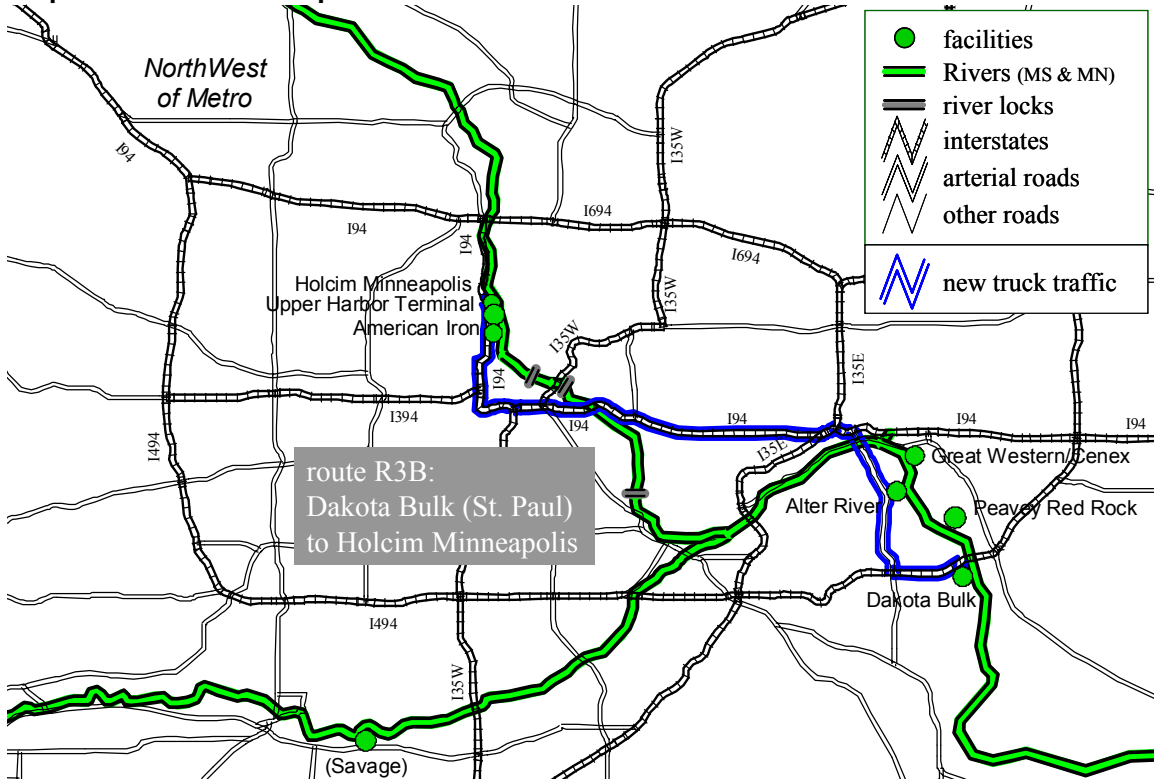 NorthWest
of Metro
facilities
Rivers (MS & MN)
river locks
interstates
arterial roads
other roads
new truck traffic
I94
I35W
I694
I94
I94
I694
Holcim Minneapolis
Upper Harbor Terminal
American Iron
I35W
I35W
I94
I35E
I394
I94
I94
I94
I94
I494
I35E
Great Western/Cenex
route R3B:
Dakota Bulk (St. Paul)
to Holcim Minneapolis
Alter River
Peavey Red Rock
Dakota Bulk
I494
I35W
(Savage)